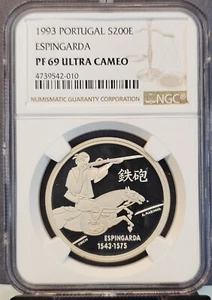 1993 PORTUGAL S200E
ESPINGARDA
PF 69 ULTRA CAMEO
4739542-010
NGC
NUMISMATIC GUARANTY CORPORATION
鉄砲
ESPINGARDA
1543-1575